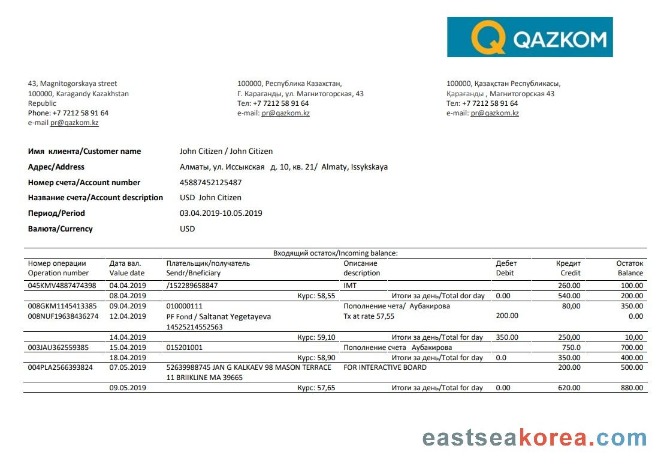 QAZKOM
43, Magnitogorskaya street
100000, Karagandy Kazakhstan
Republic
Phone: +7 7212 58 91 64
e-mail pr@qazkom.kz
100000, Республика Казахстан,
Г. Караганды, ул. Магнитогорская, 43
Тел: +7 7212 58 91 64
e-mail: pr@qazkom.kz
100000, Қазақстан Республикасы,
Қарағанды , Магнитогорская 43
Тел: +7 7212 58 91 64
e-mail: pr@qazkom.kz
Имя клиента/Customer name John Citizen / John Citizen
Адрес/Address Алматы, ул. Иссыкская д. 10, кв. 21/ Almaty, Issykskaya
Номер счета/Account number 45887452125487
Название счета/Account description USD John Citizen
Период/Period 03.04.2019-10.05.2019
Валюта/Currency USD
Входящий остаток/Incoming balance:
Номер операции Дата вал. Плательщик/получатель Описание Дебет Кредит Остаток
Operation number Value date Sendr/Bneficiary description Debit Credit Balance
045KMV4887474398 04.04.2019 /152289658847 IMT 260.00 100.00
08.04.2019 Курс: 58,55 Итоги за день/Total dor day 0.00 540.00 200.00
008GKM1145413385 09.04.2019 010000111 Пополнение счета/ Аубакирова 80,00 350.00
008NUF19638436274 12.04.2019 PF Fond / Saltanat Yegetayeva Tx at rate 57,55 200.00 0.00
14525214552563
14.04.2019 Курс: 59,10 Итоги за день/Total for day 350.00 250,00 10,00
003JAU362559385 15.04.2019 015201001 Пополнение счета Аубакирова 750.0 700.00
18.04.2019 Курс: 58,90 Итоги за день/Total for day 0.0 350.00 400.00
004PLA2566393824 07.05.2019 52639988745 JAN G KALKAEV 98 MASON TERRACE FOR INTERACTIVE BOARD 200.00 500.00
11 BRIIKLINE MA 39665
09.05.2019 Курс: 57,65 Итоги за день/Total for day 0.00 620.00 880.00
eastseakorea.com